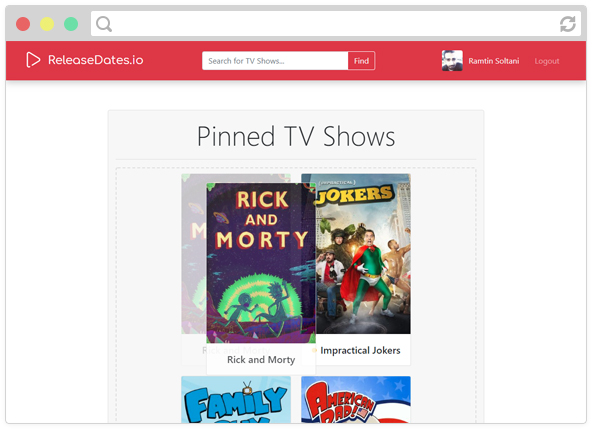 ReleaseDates.io
Search for TV Shows...
Find
Ramtin Soltani
Logout
Pinned TV Shows
RICK
AND
MORTY
IMPRACTICAL
JOKERS
Rick and Morty
Impractical Jokers
FAMILY
AMERICAN
DAD!